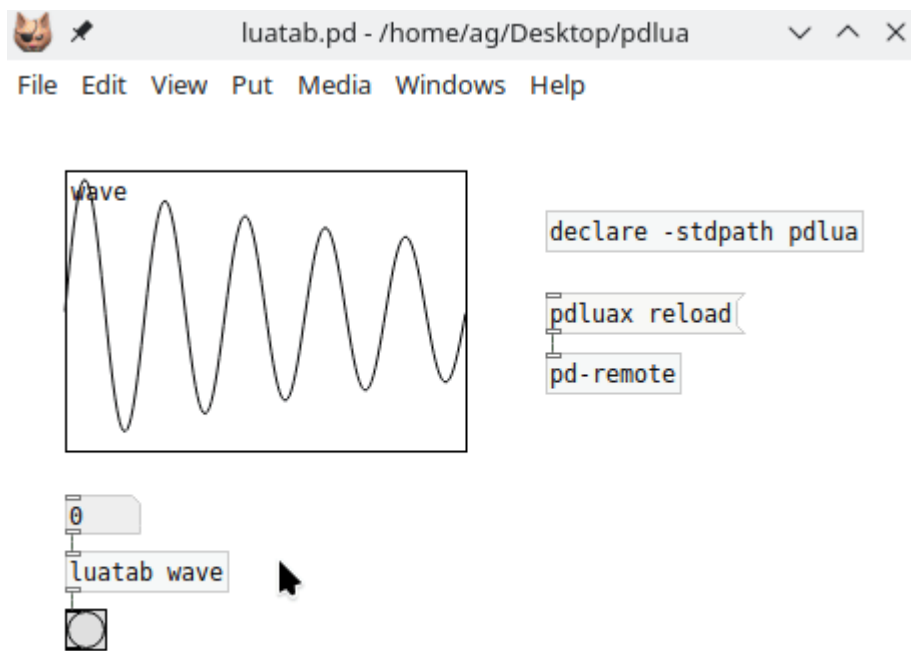 luatab.pd - /home/ag/Desktop/pdlua
File Edit View Put Media Windows Help
wave
declare -stdpath pdlua
pdluax reload
pd-remote
0
luatab wave